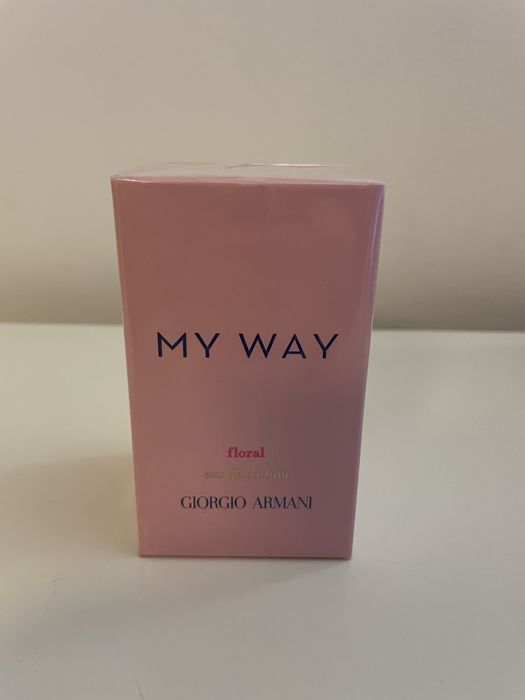 MY WAY
floral
eau de parfum
GIORGIO ARMANI